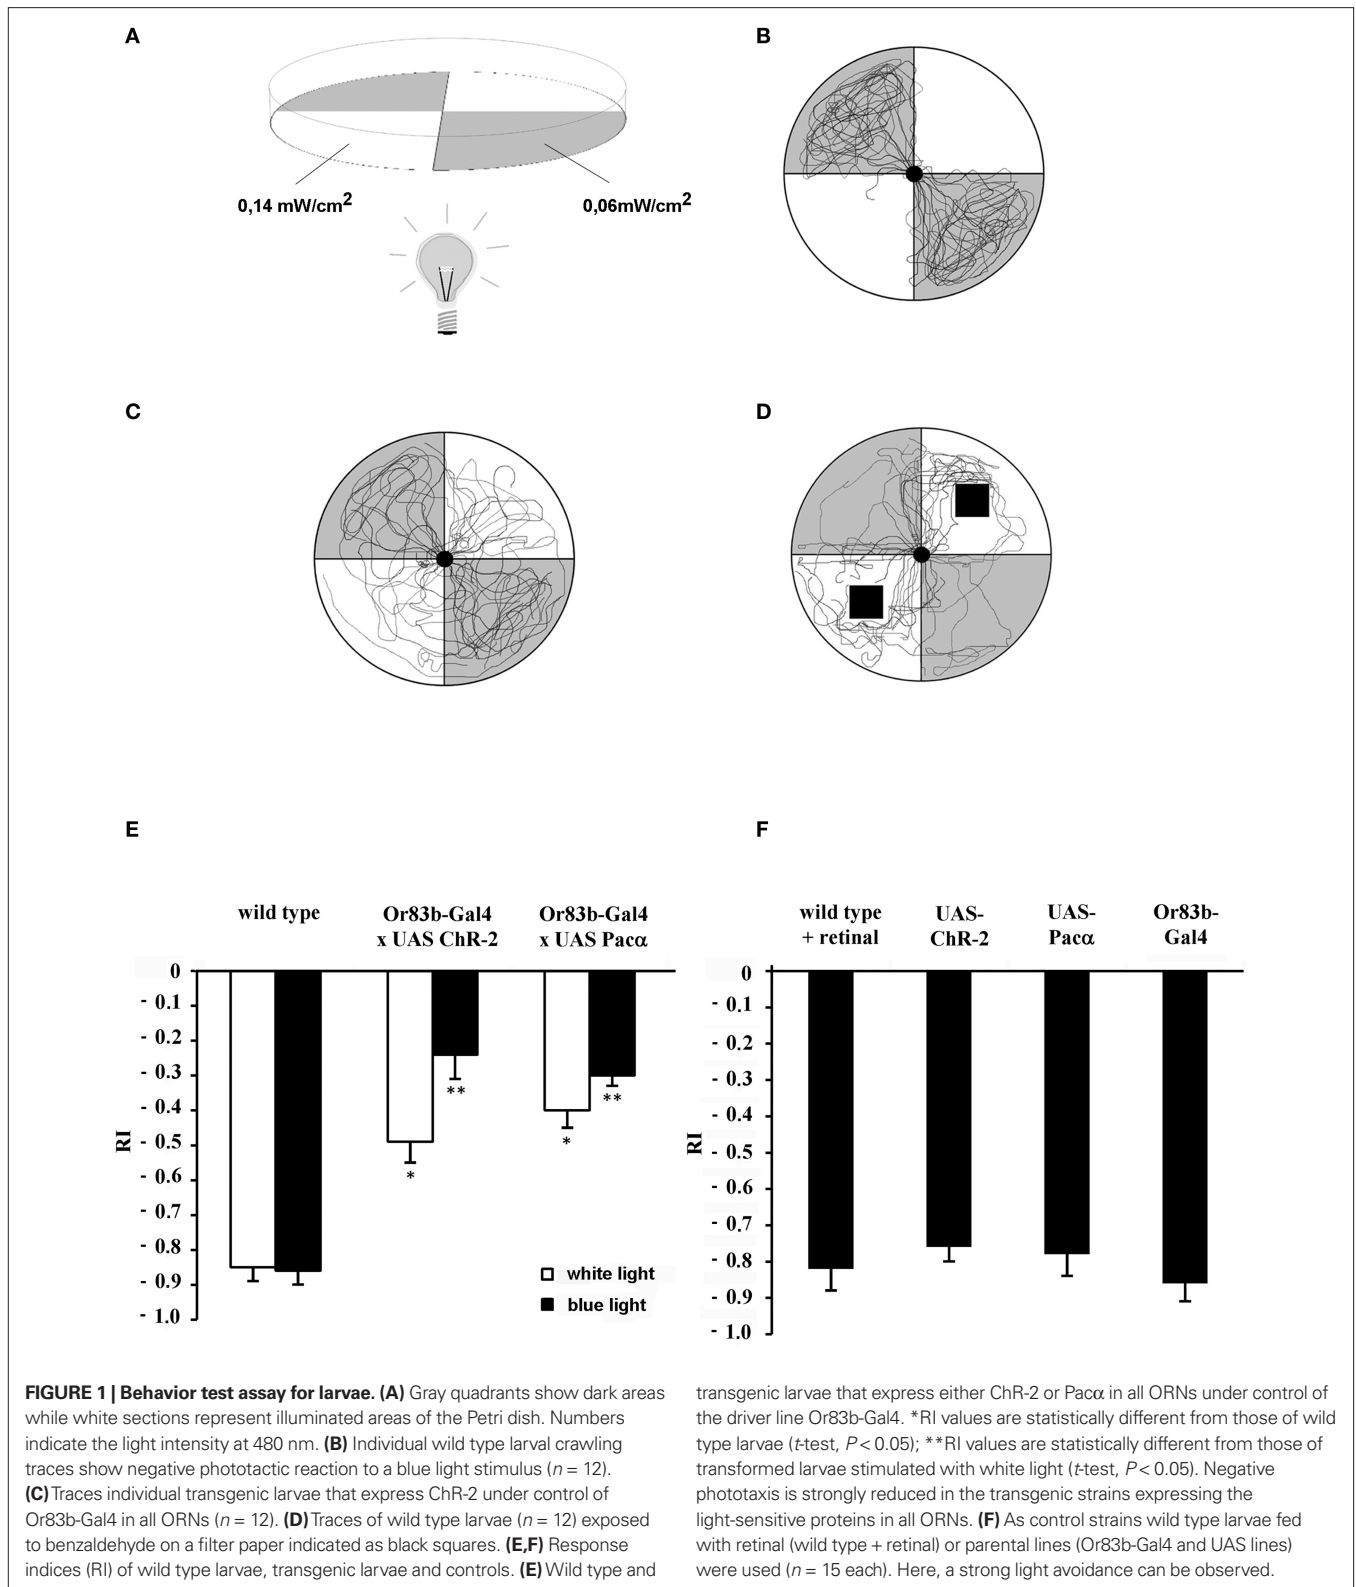 A
B
0,14 mW/cm2
0,06mW/cm2
C
D
E
F
wild type
Or83b-Gal4
x UAS ChR-2
Or83b-Gal4
x UAS Pacα
wild type
+ retinal
UAS-
ChR-2
UAS-
Pacα
Or83b-
Gal4
0
- 0.1
- 0.2
- 0.3
- 0.4
- 0.5
- 0.6
- 0.7
- 0.8
- 0.9
- 1.0
RI
*
**
*
**
white light
blue light
0
- 0.1
- 0.2
- 0.3
- 0.4
- 0.5
- 0.6
- 0.7
- 0.8
- 0.9
- 1.0
RI
FIGURE 1 | Behavior test assay for larvae. (A) Gray quadrants show dark areas
while white sections represent illuminated areas of the Petri dish. Numbers
indicate the light intensity at 480 nm. (B) Individual wild type larval crawling
traces show negative phototactic reaction to a blue light stimulus (n = 12).
(C) Traces individual transgenic larvae that express ChR-2 under control of
Or83b-Gal4 in all ORNs (n = 12). (D) Traces of wild type larvae (n = 12) exposed
to benzaldehyde on a filter paper indicated as black squares. (E,F) Response
indices (RI) of wild type larvae, transgenic larvae and controls. (E) Wild type and
transgenic larvae that express either ChR-2 or Pacα in all ORNs under control of
the driver line Or83b-Gal4. *RI values are statistically different from those of wild
type larvae (t-test, P < 0.05); **RI values are statistically different from those of
transformed larvae stimulated with white light (t-test, P < 0.05). Negative
phototaxis is strongly reduced in the transgenic strains expressing the
light-sensitive proteins in all ORNs. (F) As control strains wild type larvae fed
with retinal (wild type + retinal) or parental lines (Or83b-Gal4 and UAS lines)
were used (n = 15 each). Here, a strong light avoidance can be observed.